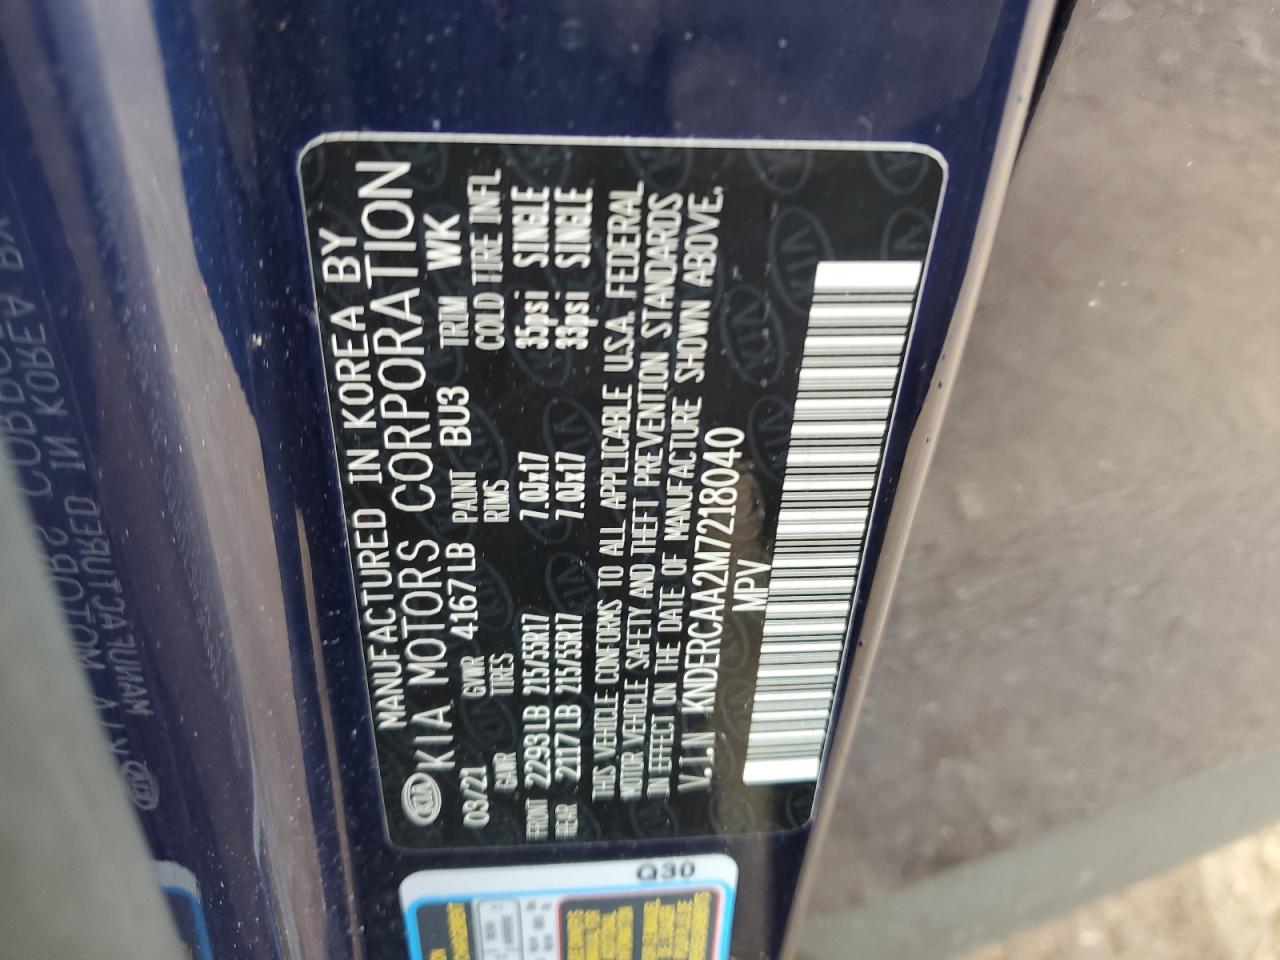 MANUFACTURED IN KOREA BY
KIA KIA MOTORS CORPORATION
03/21 GVWR 4167 LB PAINT BU3 TRIM WK
GAWR TIRES RIMS COLD TIRE INFL
FRONT 2293 LB 215/55R17 7.0Jx17 35psi SINGLE
REAR 2117 LB 215/55R17 7.0Jx17 33psi SINGLE
THIS VEHICLE CONFORMS TO ALL APPLICABLE U.S.A. FEDERAL
MOTOR VEHICLE SAFETY AND THEFT PREVENTION STANDARDS
IN EFFECT ON THE DATE OF MANUFACTURE SHOWN ABOVE.
V.I.N KNDERCAA2M7218040
MPV
Q30